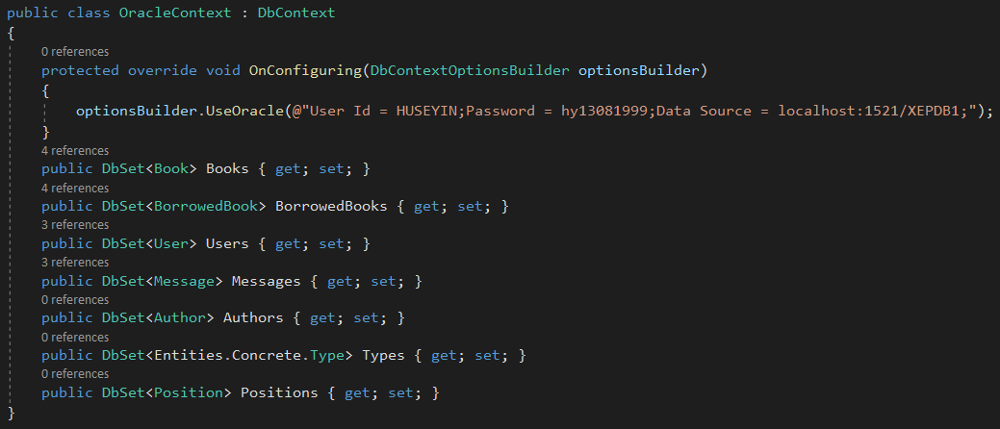 public class OracleContext : DbContext
{
0 references
protected override void OnConfiguring(DbContextOptionsBuilder optionsBuilder)
{
optionsBuilder.UseOracle(@"User Id = HUSEYIN;Password = hy13081999;Data Source = localhost:1521/XEPDB1;");
}
4 references
public DbSet<Book> Books { get; set; }
4 references
public DbSet<BorrowedBook> BorrowedBooks { get; set; }
3 references
public DbSet<User> Users { get; set; }
3 references
public DbSet<Message> Messages { get; set; }
0 references
public DbSet<Author> Authors { get; set; }
0 references
public DbSet<Entities.Concrete.Type> Types { get; set; }
0 references
public DbSet<Position> Positions { get; set; }
}